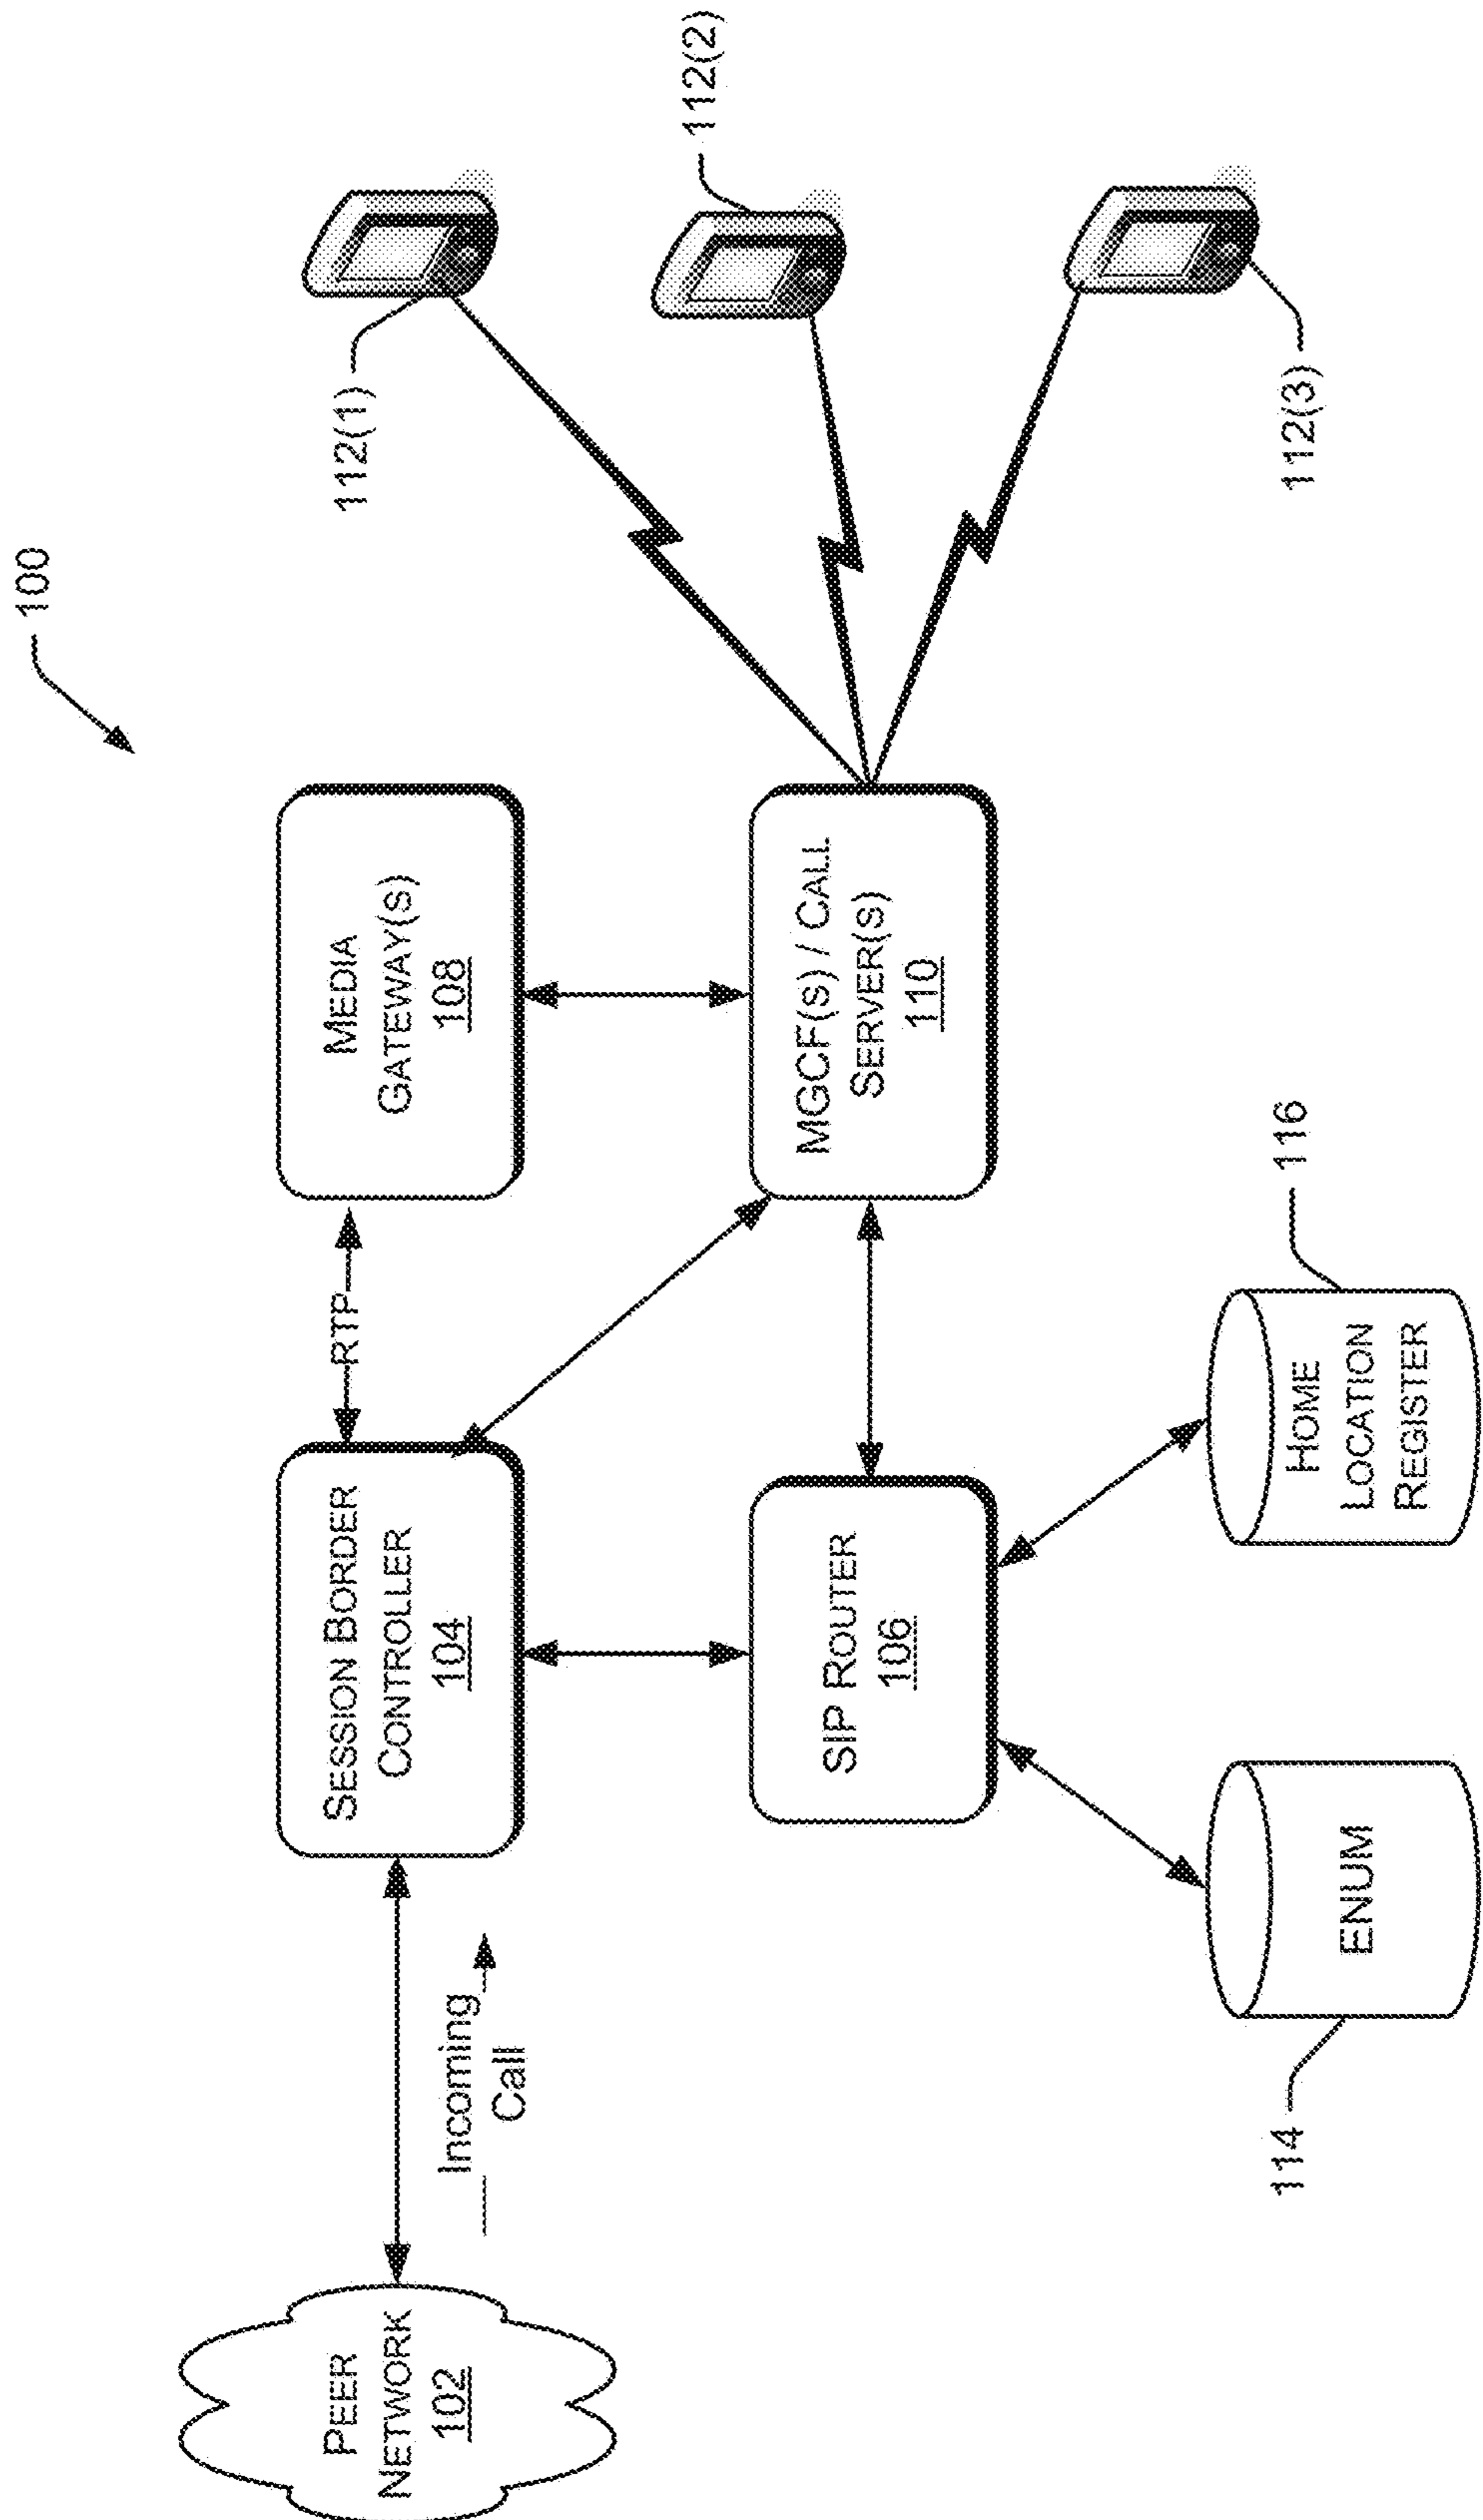 100
PEER
NETWORK
102
Incoming
Call
SESSION BORDER
CONTROLLER
104
RTP
MEDIA
GATEWAY(S)
108
112(1)
112(2)
112(3)
SIP ROUTER
106
MGCF(S) / CALL
SERVER(S)
110
114
ENUM
HOME
LOCATION
REGISTER
116